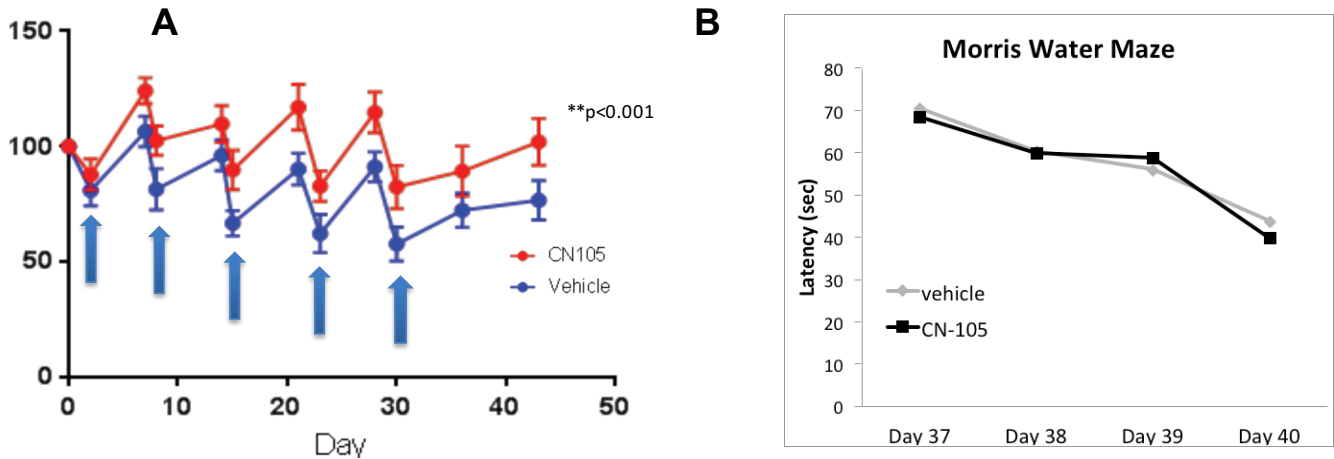 A
150
100
50
0
0 10 20 30 40 50
Day
**p<0.001
CN105
Vehicle
B
Morris Water Maze
Latency (sec)
80
70
60
50
40
30
20
10
0
vehicle
CN-105
Day 37 Day 38 Day 39 Day 40